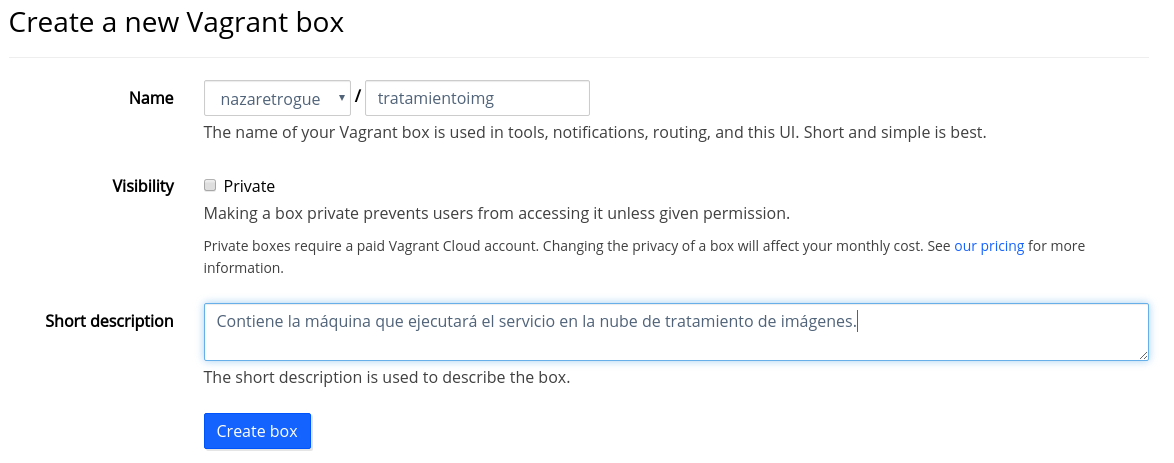 Create a new Vagrant box
Name
nazaretrogue / tratamientoimg
The name of your Vagrant box is used in tools, notifications, routing, and this UI. Short and simple is best.
Visibility
Private
Making a box private prevents users from accessing it unless given permission.
Private boxes require a paid Vagrant Cloud account. Changing the privacy of a box will affect your monthly cost. See our pricing for more
information.
Short description
Contiene la máquina que ejecutará el servicio en la nube de tratamiento de imágenes.
The short description is used to describe the box.
Create box